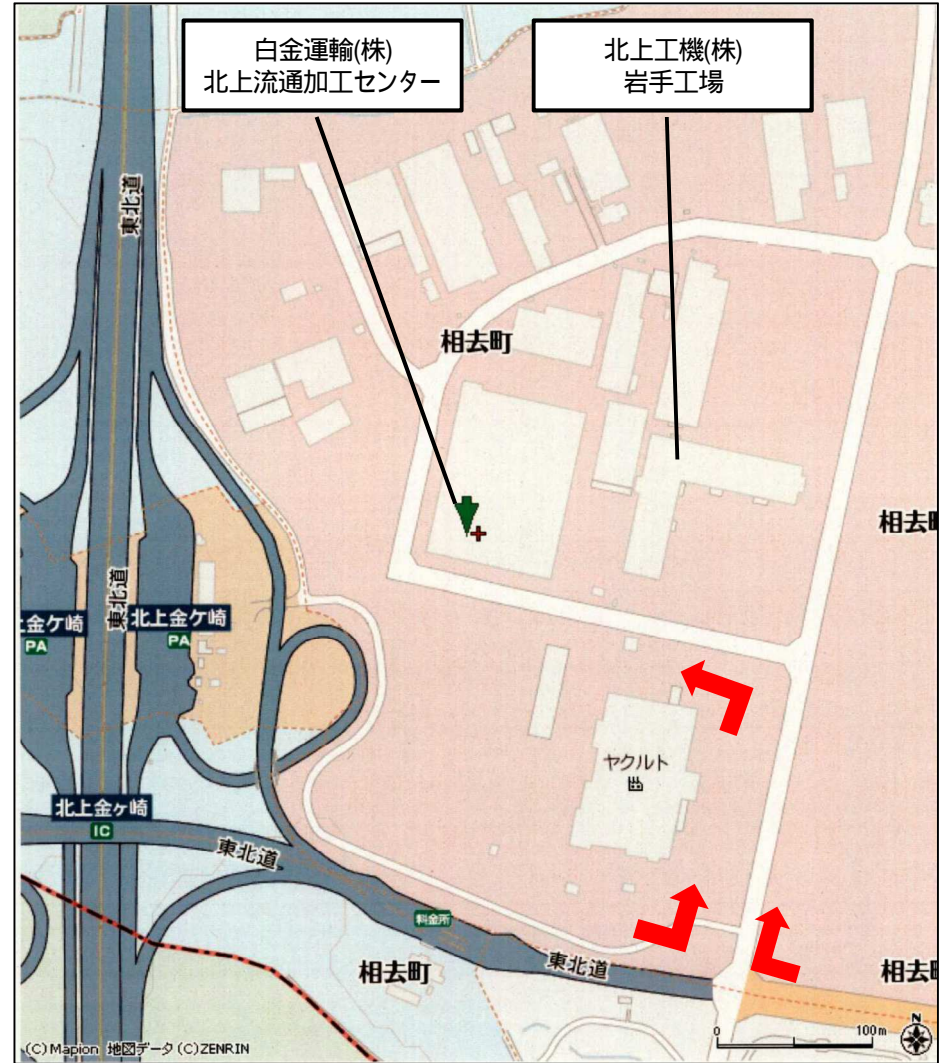 白金運輸(株)
北上流通加工センター
北上工機(株)
岩手工場
東北道
相去町
相去町
東北道
上金ケ崎
PA
北上金ケ崎
PA
ヤクルト
北上金ヶ崎
IC
東北道
料金所
東北道
相去町
相去町
0
100m
N
(C)Mapion 地図データ(C)ZENRIN